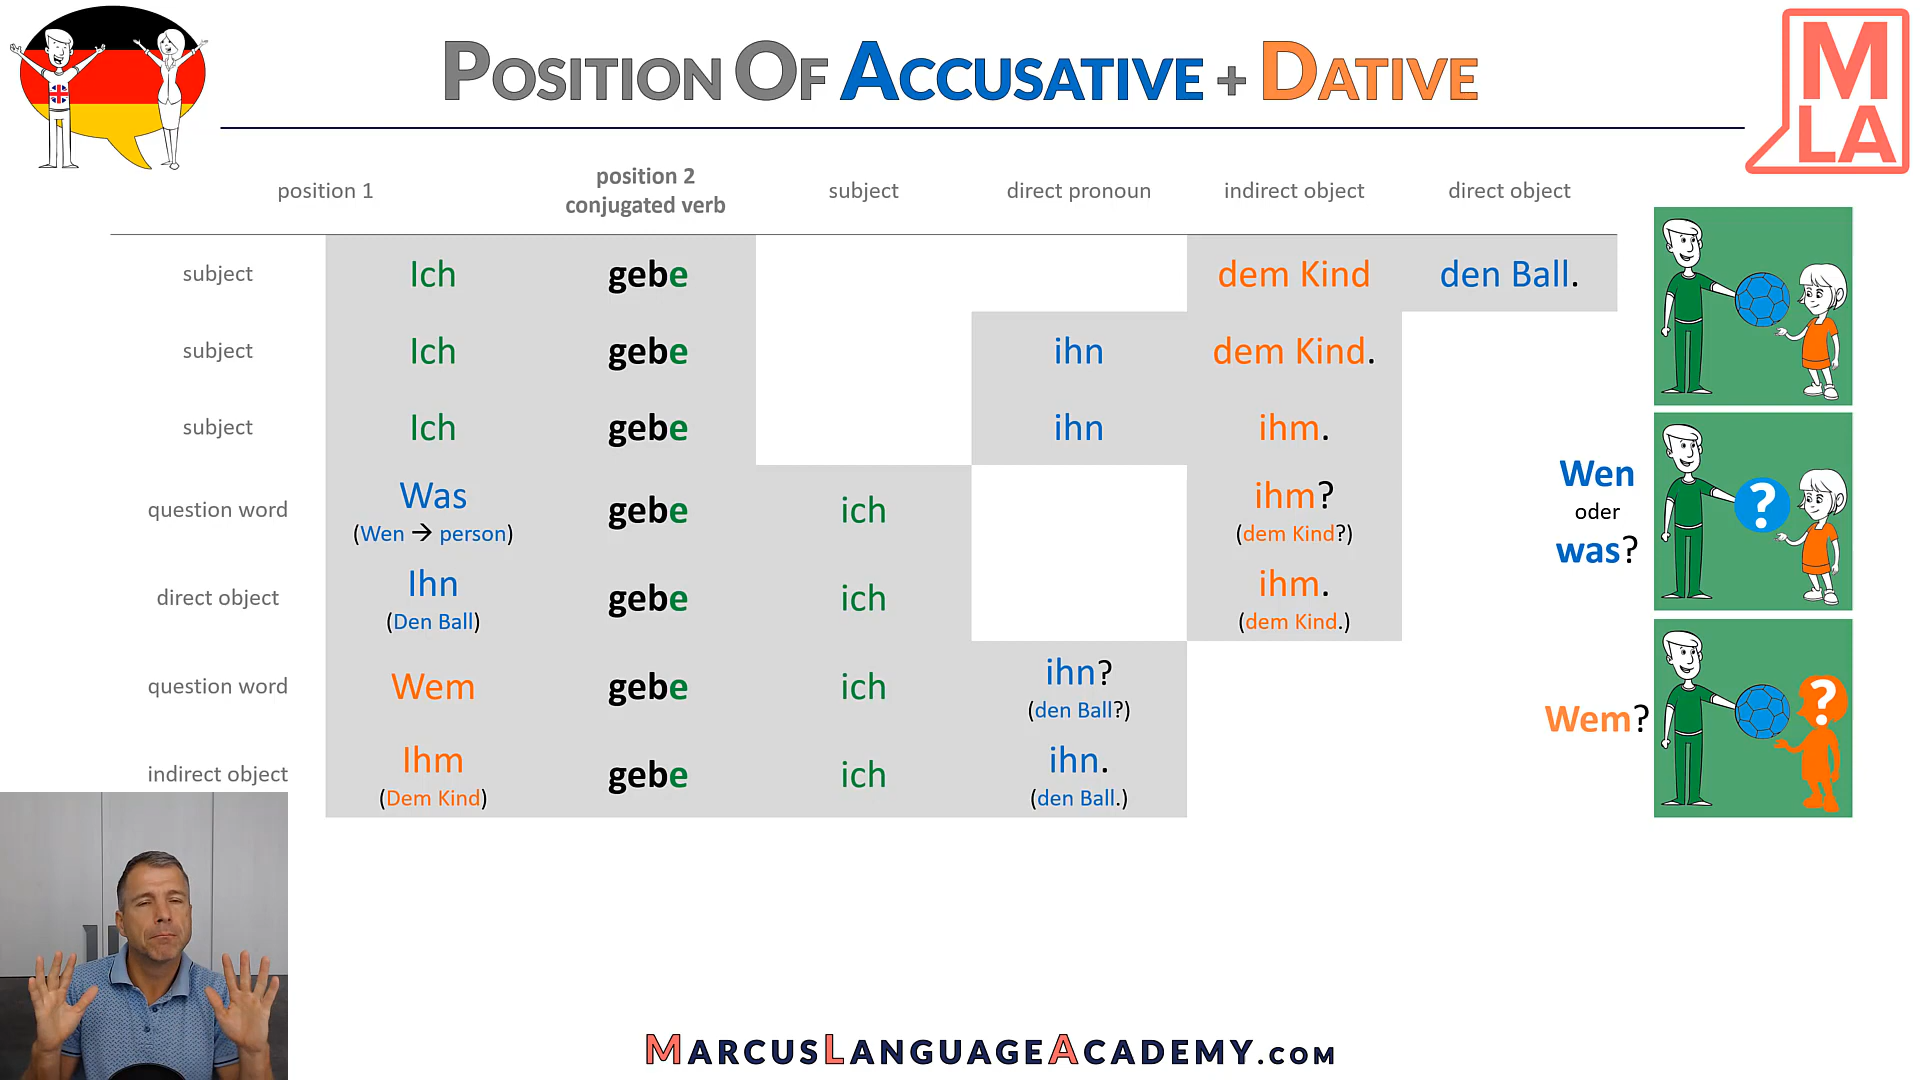 POSITION OF ACCUSATIVE + DATIVE
M
LA
position 1 position 2 conjugated verb subject direct pronoun indirect object direct object
subject Ich gebe dem Kind den Ball.
subject Ich gebe ihn dem Kind.
subject Ich gebe ihn ihm.
question word Was gebe ich ihm?
(Wen → person) (dem Kind?)
Wen
oder
was?
?
direct object Ihn gebe ich ihm.
(Den Ball) (dem Kind.)
question word Wem gebe ich ihn?
(den Ball?)
Wem?
?
indirect object Ihm gebe ich ihn.
(Dem Kind) (den Ball.)
MARCUSLANGUAGEACADEMY.COM